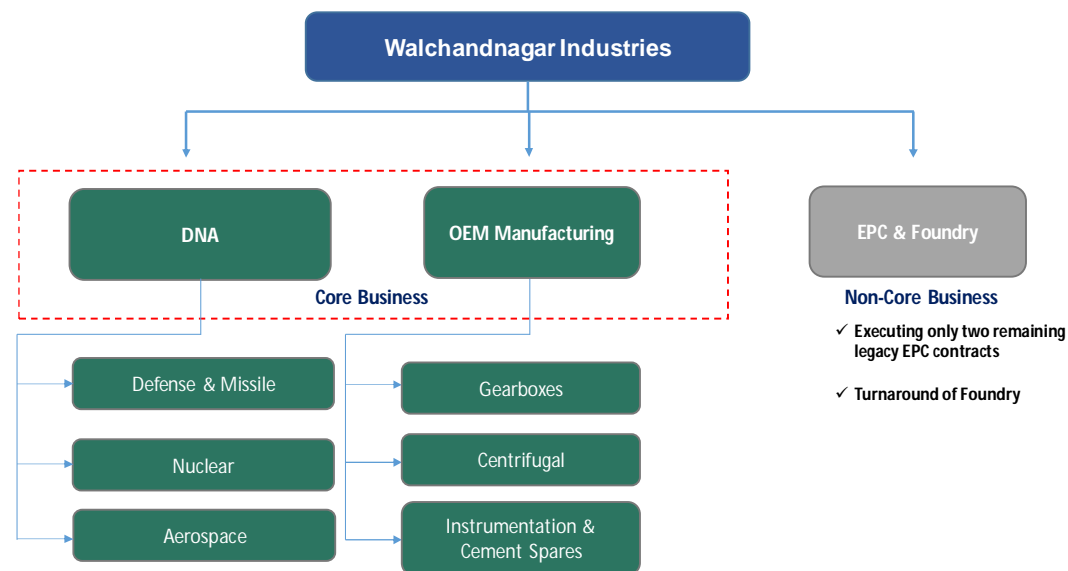 Walchandnagar Industries
DNA
OEM Manufacturing
EPC & Foundry
Core Business
Non-Core Business
✓ Executing only two remaining
legacy EPC contracts
✓ Turnaround of Foundry
Defense & Missile
Nuclear
Aerospace
Gearboxes
Centrifugal
Instrumentation &
Cement Spares